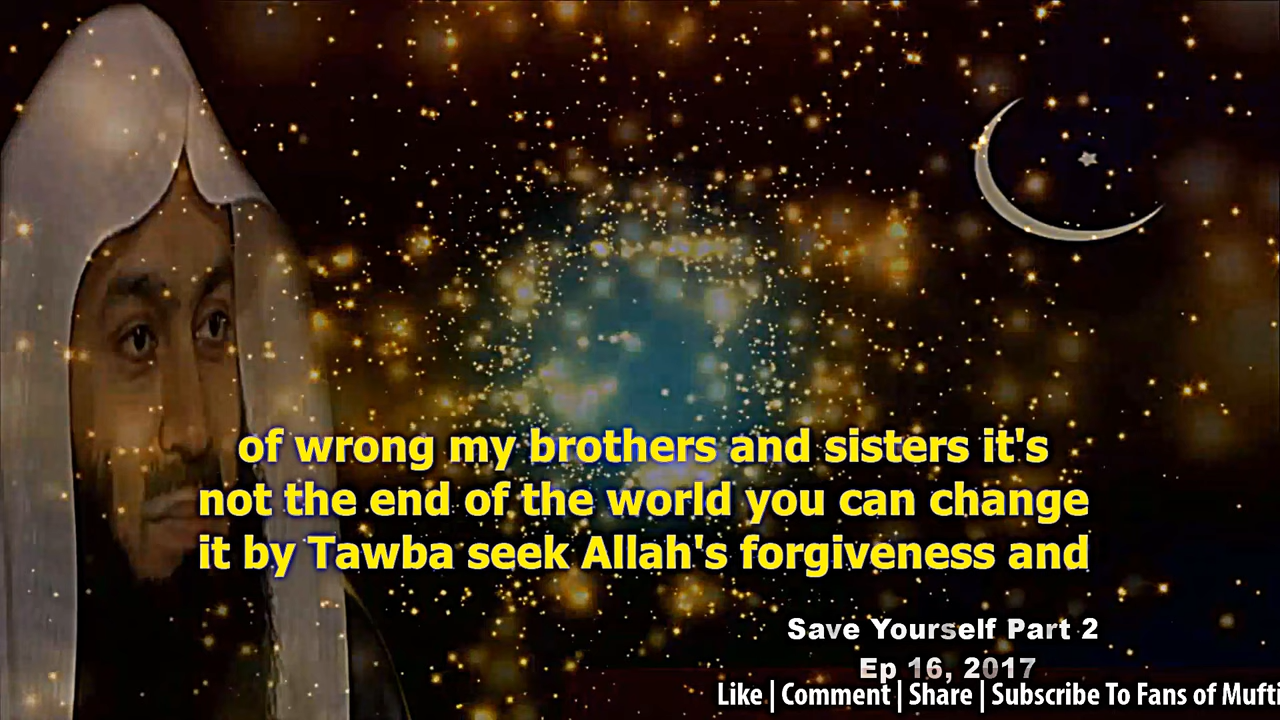 of wrong my brothers and sisters it's
not the end of the world you can change
it by Tawba seek Allah's forgiveness and
Save Yourself Part 2
Ep 16, 2017
Like | Comment | Share | Subscribe To Fans of Mufti